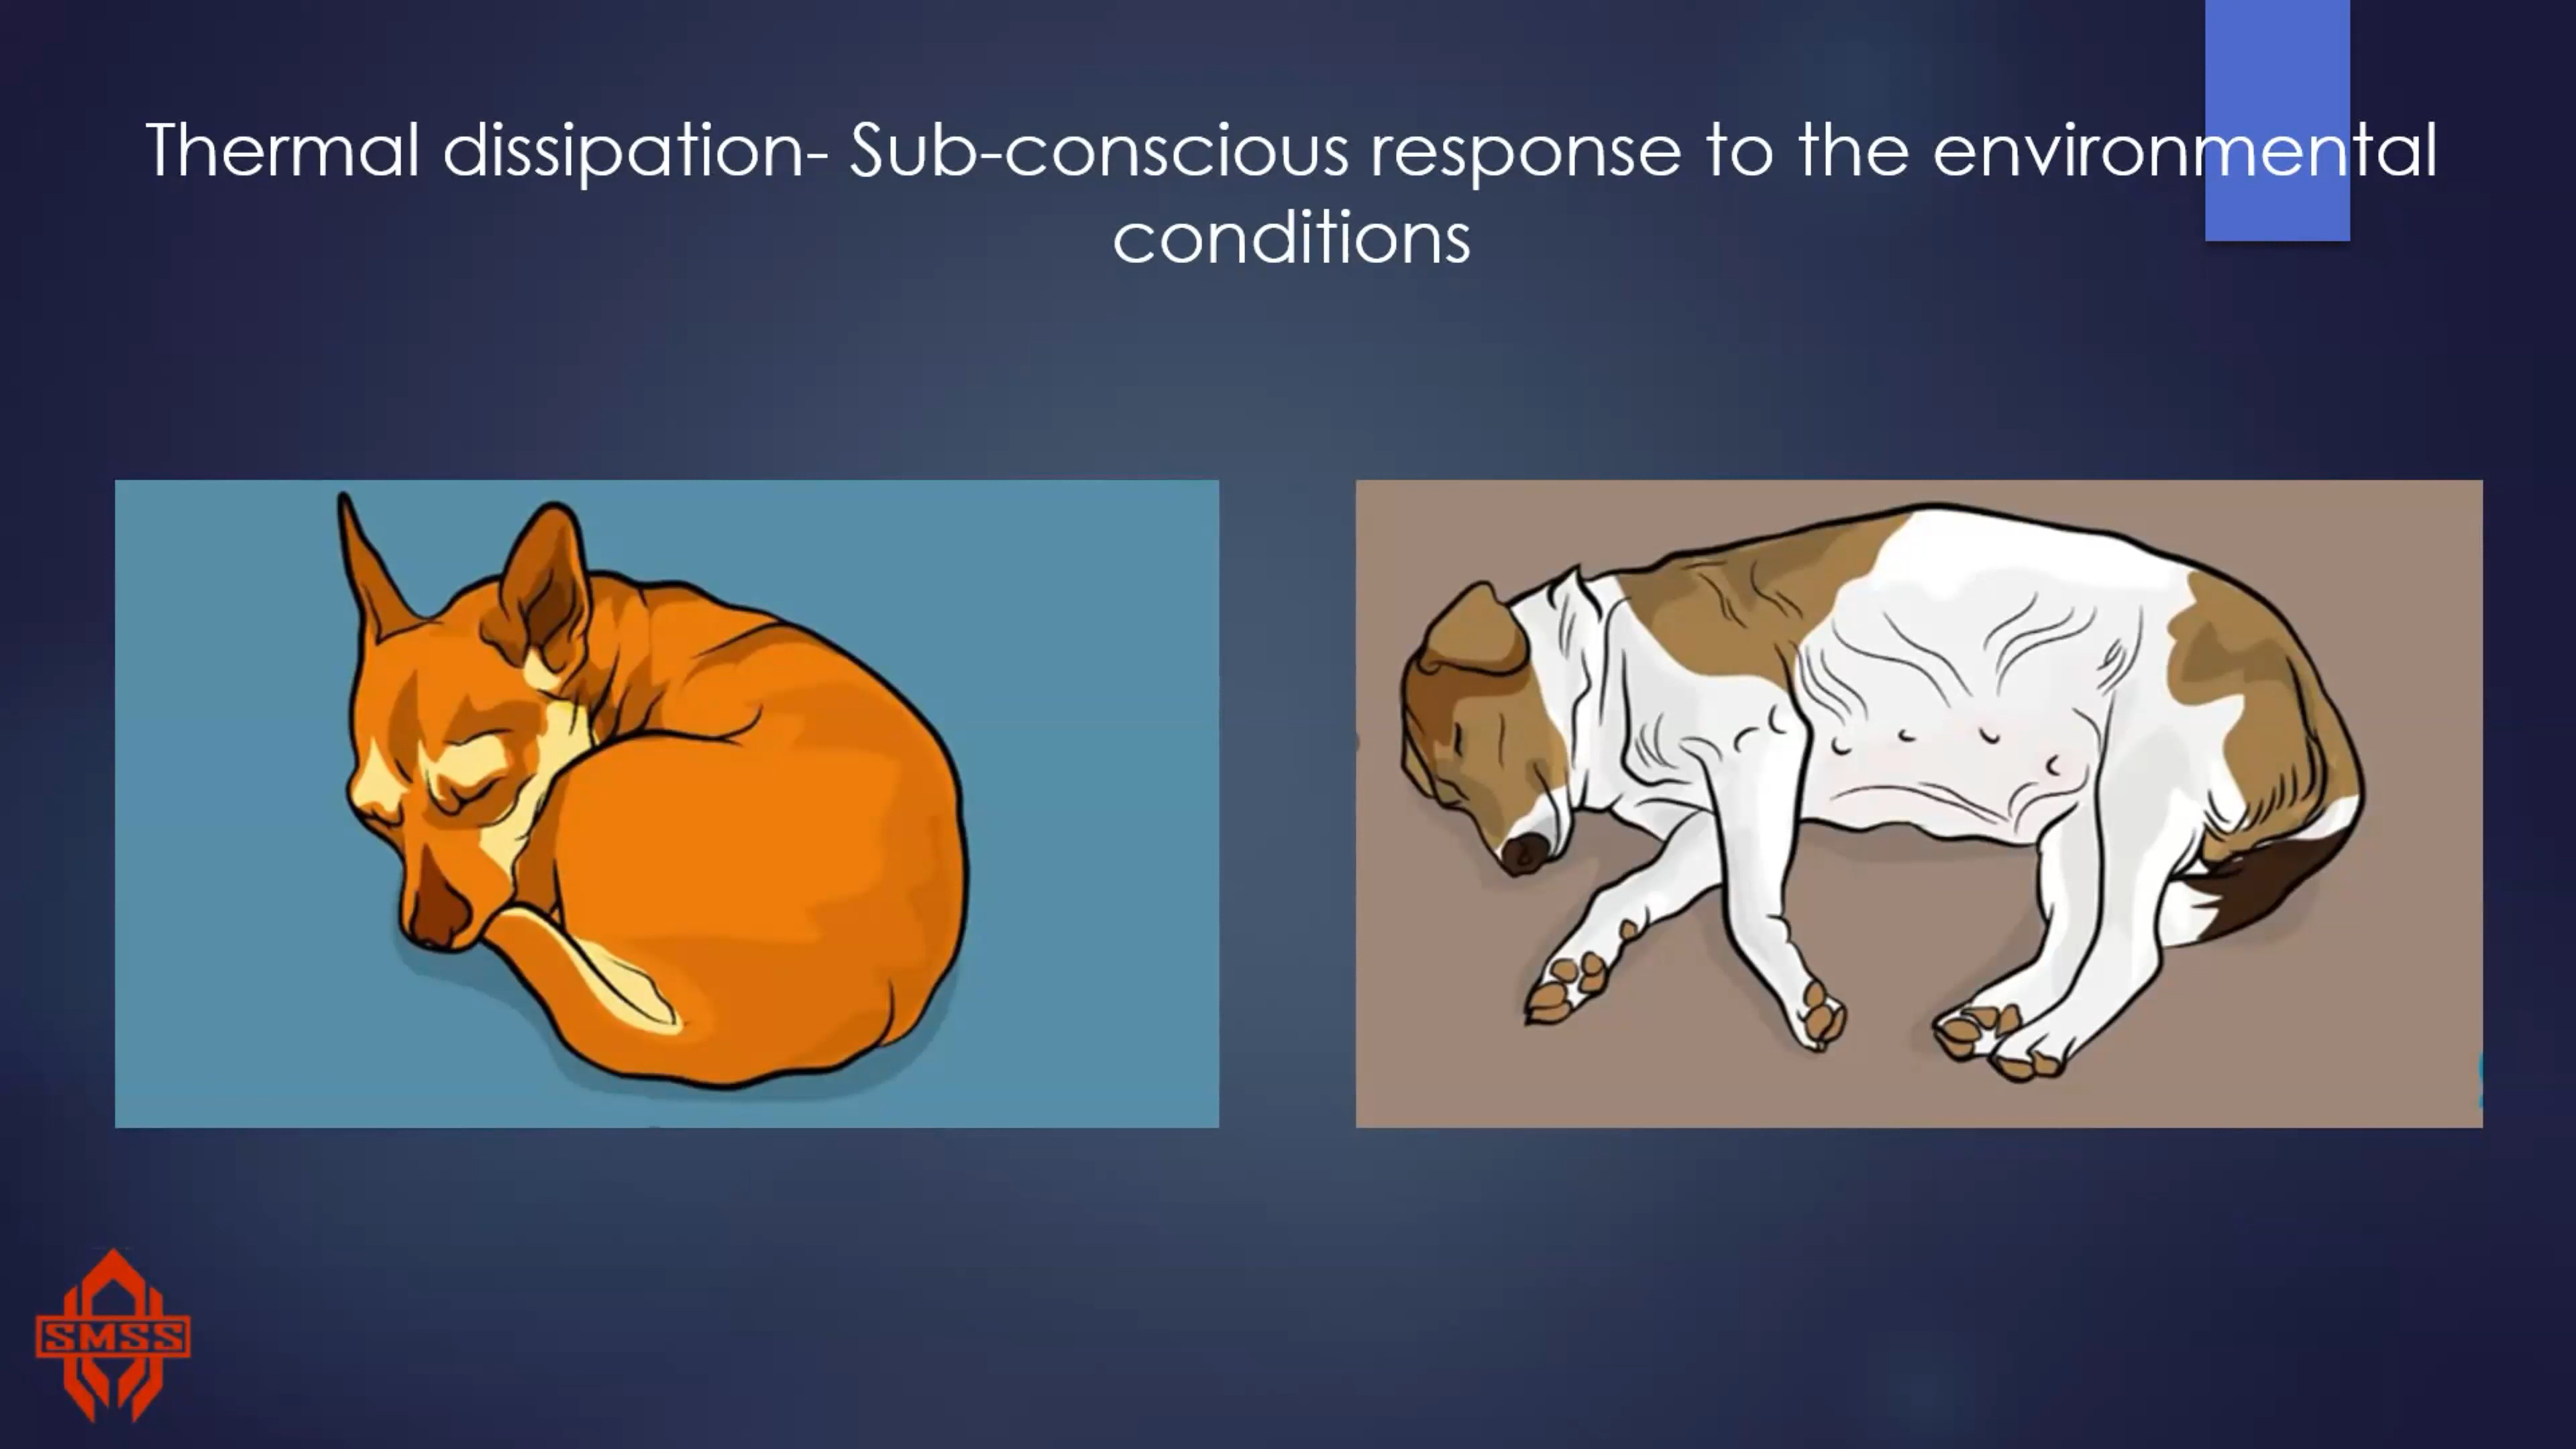 Thermal dissipation- Sub-conscious response to the environmental
conditions
SMSS